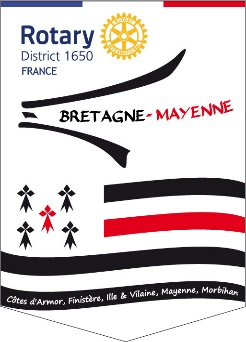 Rotary
District 1650
FRANCE
BRETAGNE-MAYENNE
Côtes d'Armor, Finistère, Ille & Vilaine, Mayenne, Morbihan